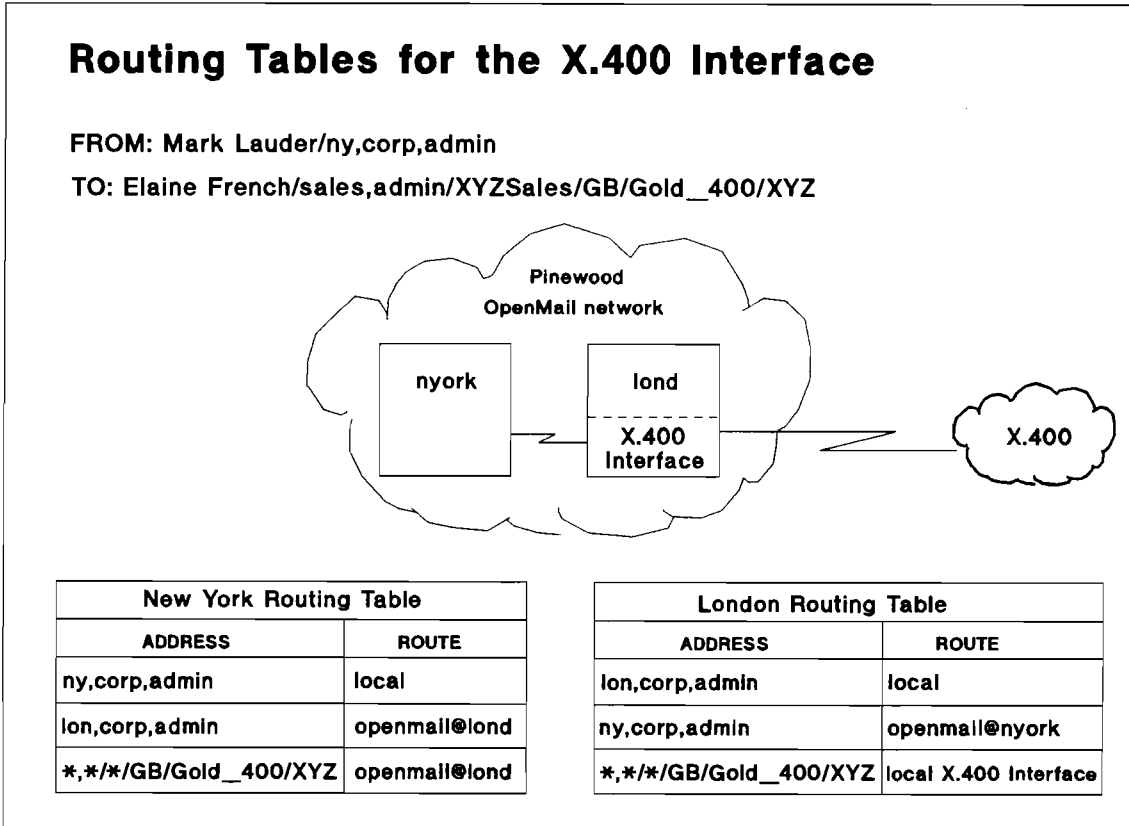 Routing Tables for the X.400 Interface
FROM: Mark Lauder/ny,corp,admin
TO: Elaine French/sales,admin/XYZSales/GB/Gold__400/XYZ
Pinewood
OpenMail network
nyork
lond
X.400
Interface
X.400
New York Routing Table
ADDRESS ROUTE
ny,corp,admin local
lon,corp,admin openmail@lond
*,*/*/GB/Gold__400/XYZ openmail@lond
London Routing Table
ADDRESS ROUTE
lon,corp,admin local
ny,corp,admin openmail@nyork
*,*/*/GB/Gold__400/XYZ local X.400 Interface